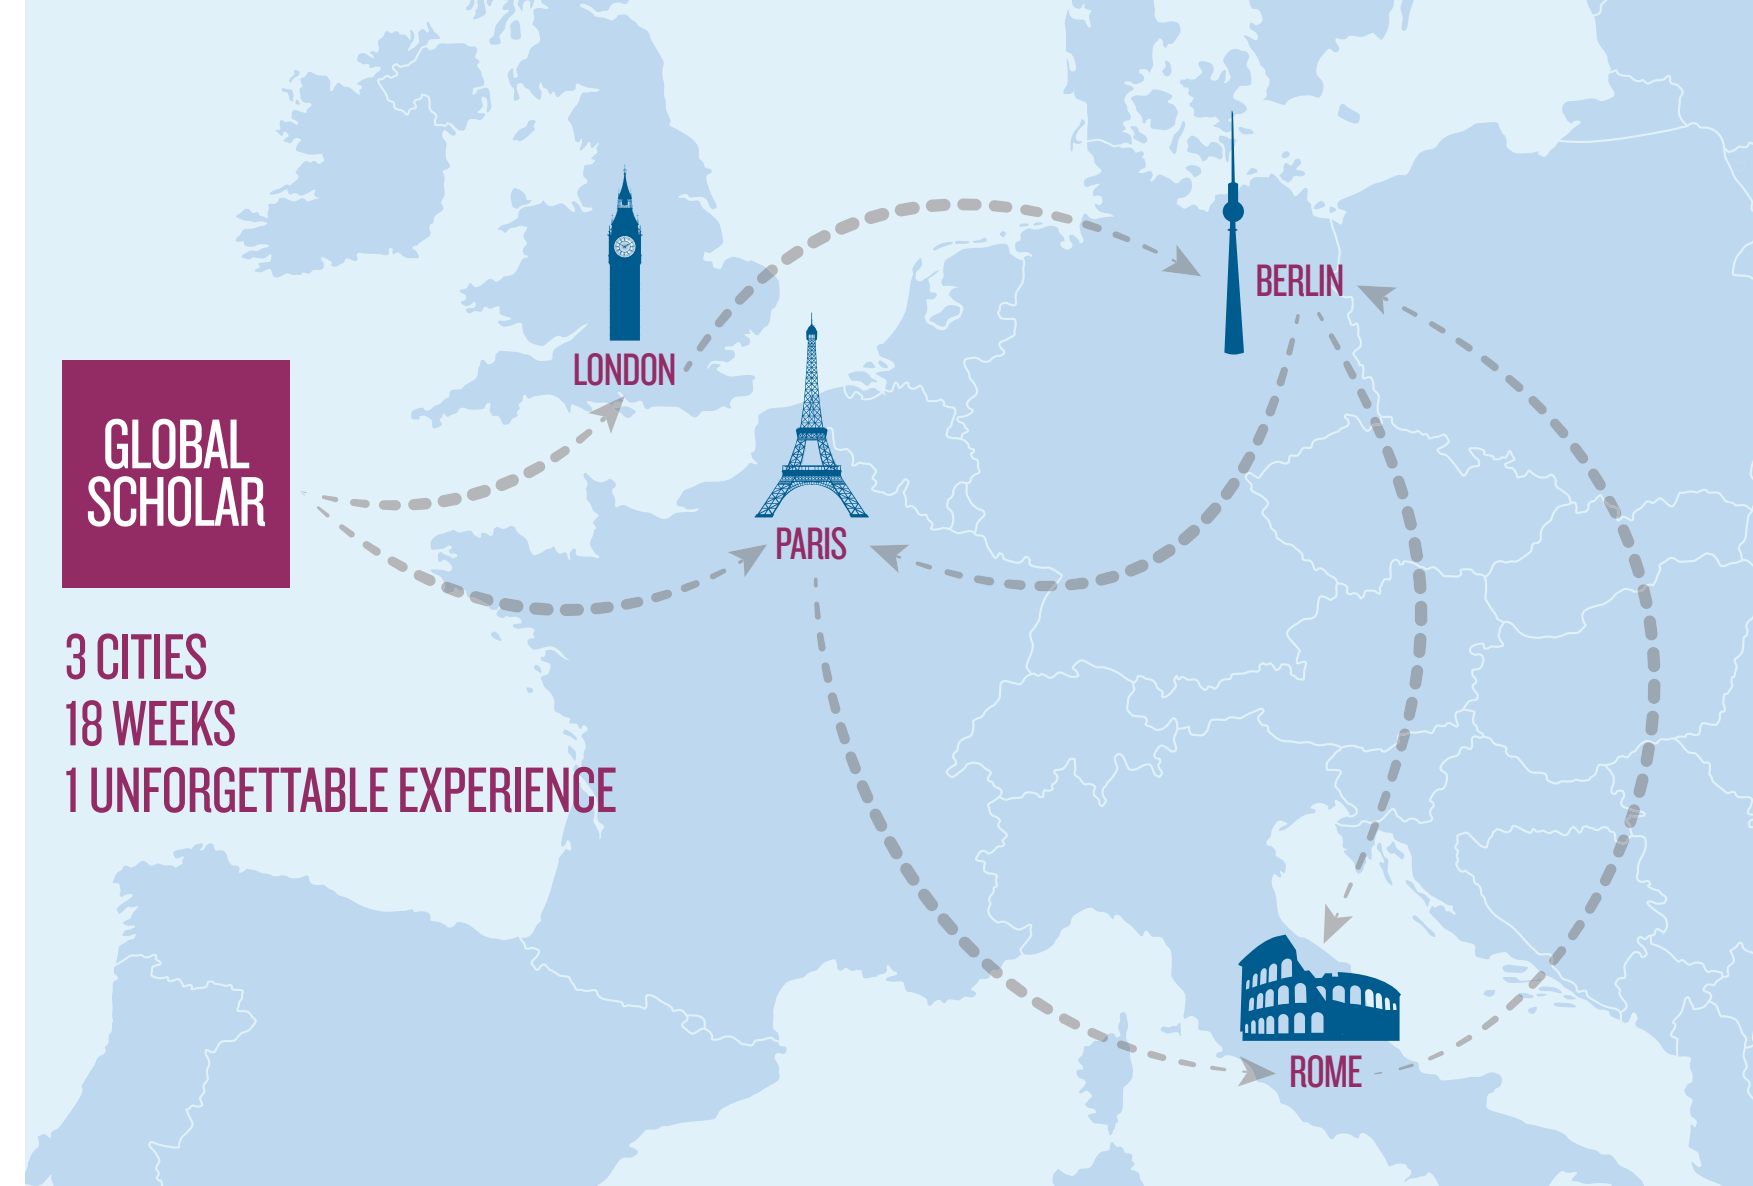 GLOBAL
SCHOLAR
3 CITIES
18 WEEKS
1 UNFORGETTABLE EXPERIENCE
LONDON
PARIS
BERLIN
ROME